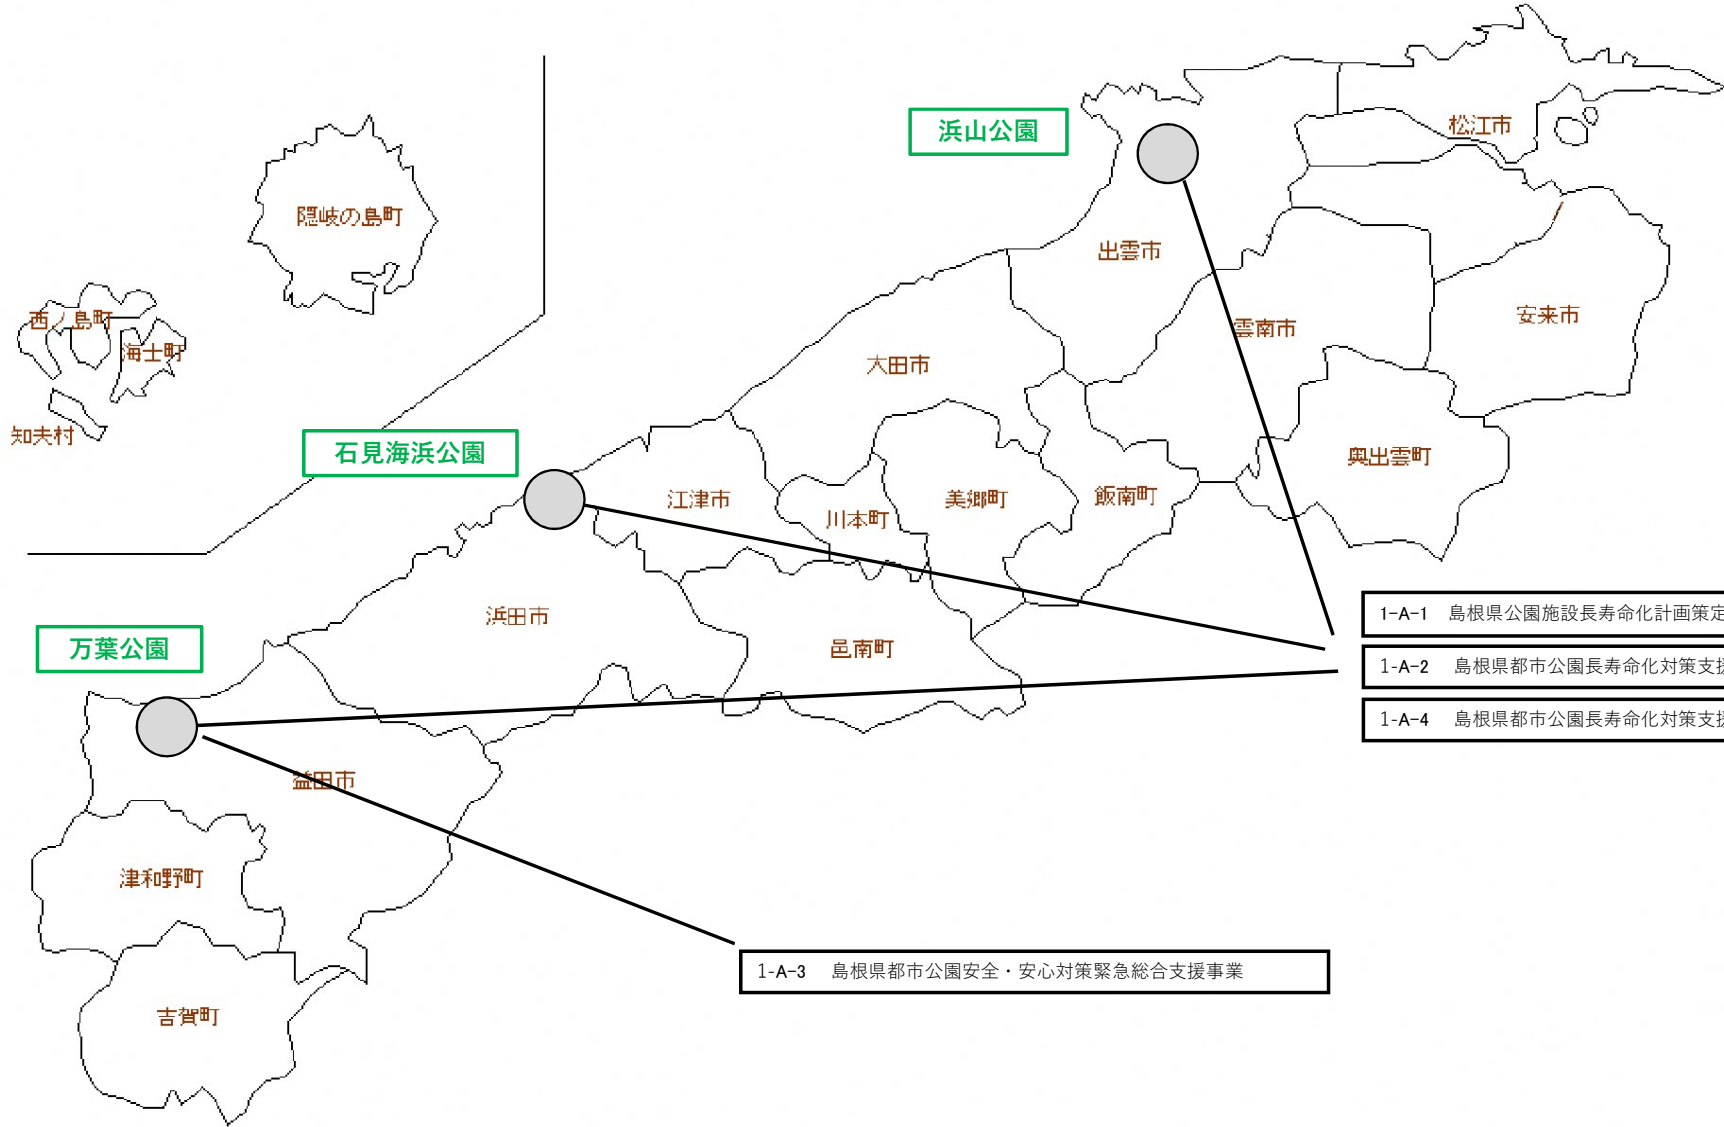 浜山公園
松江市
隠岐の島町
出雲市
西ノ島町
海士町
雲南市
安来市
大田市
知夫村
石見海浜公園
奥出雲町
江津市
川本町
美郷町
飯南町
浜田市
邑南町
万葉公園
1-A-1 島根県公園施設長寿命化計画策定
1-A-2 島根県都市公園長寿命化対策支援
1-A-4 島根県都市公園長寿命化対策支援
益田市
津和野町
1-A-3 島根県都市公園安全・安心対策緊急総合支援事業
吉賀町